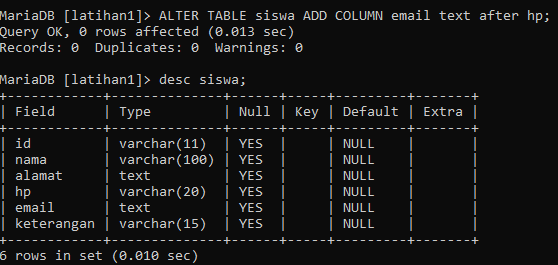 MariaDB [latihan1]> ALTER TABLE siswa ADD COLUMN email text after hp;
Query OK, 0 rows affected (0.013 sec)
Records: 0  Duplicates: 0  Warnings: 0
MariaDB [latihan1]> desc siswa;
+------------+--------------+------+-----+---------+-------+
| Field      | Type         | Null | Key | Default | Extra |
+------------+--------------+------+-----+---------+-------+
| id         | varchar(11)  | YES  |     | NULL    |       |
| nama       | varchar(100) | YES  |     | NULL    |       |
| alamat     | text         | YES  |     | NULL    |       |
| hp         | varchar(20)  | YES  |     | NULL    |       |
| email      | text         | YES  |     | NULL    |       |
| keterangan | varchar(15)  | YES  |     | NULL    |       |
+------------+--------------+------+-----+---------+-------+
6 rows in set (0.010 sec)